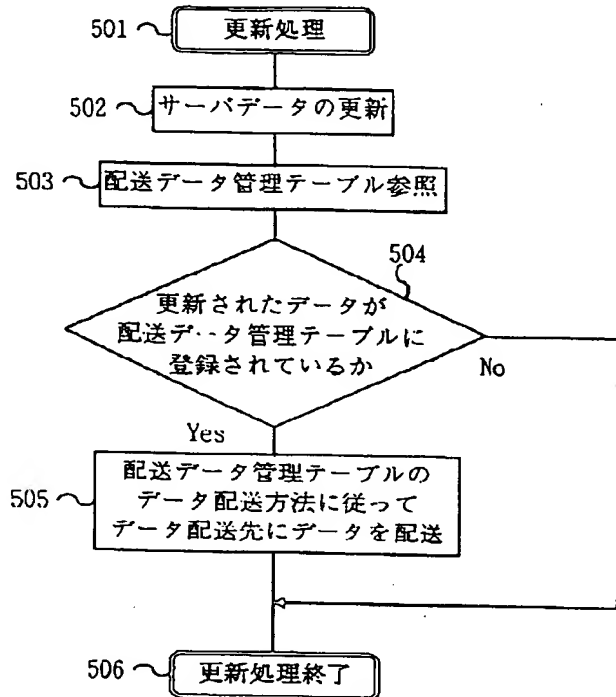 501
更新処理
502
サーバデータの更新
503
配送データ管理テーブル参照
504
更新されたデータが
配送データ管理テーブルに
登録されているか
No
Yes
505
配送データ管理テーブルの
データ配送方法に従って
データ配送先にデータを配送
506
更新処理終了